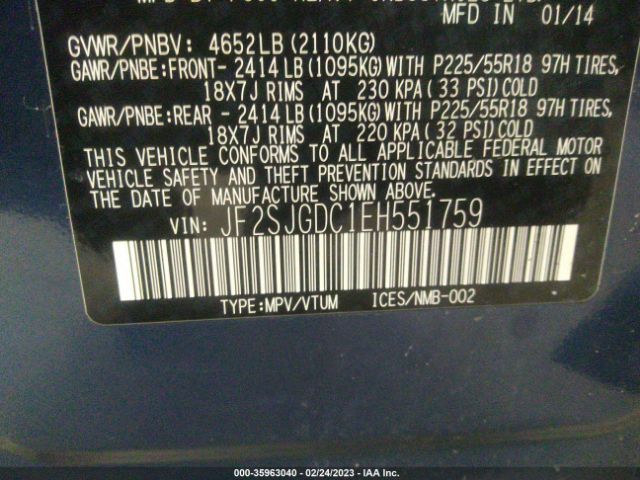 MFD IN 01/14
GVWR/PNBV: 4652LB (2110KG)
GAWR/PNBE:FRONT- 2414LB(1095KG)WITH P225/55R18 97H TIRES,
18X7J RIMS AT 230 KPA( 33 PSI)COLD
GAWR/PNBE:REAR - 2414LB(1095KG)WITH P225/55R18 97H TIRES,
18X7J RIMS AT 220 KPA( 32 PSI)COLD
THIS VEHICLE CONFORMS TO ALL APPLICABLE FEDERAL MOTOR
VEHICLE SAFETY AND THEFT PREVENTION STANDARDS IN EFFECT ON
THE DATE OF MANUFACTURE SHOWN ABOVE.
VIN: JF2SJGDC1EH551759
TYPE:MPV/VTUM ICES/NMB-002
000-35963040 - 02/24/2023 - IAA Inc.